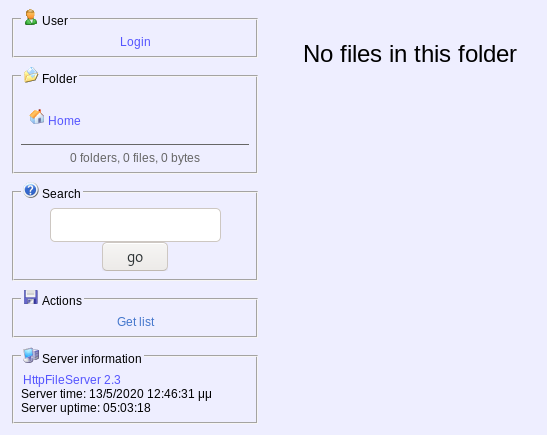 User
Login
No files in this folder
Folder
Home
0 folders, 0 files, 0 bytes
Search
go
Actions
Get list
Server information
HttpFileServer 2.3
Server time: 13/5/2020 12:46:31 μμ
Server uptime: 05:03:18